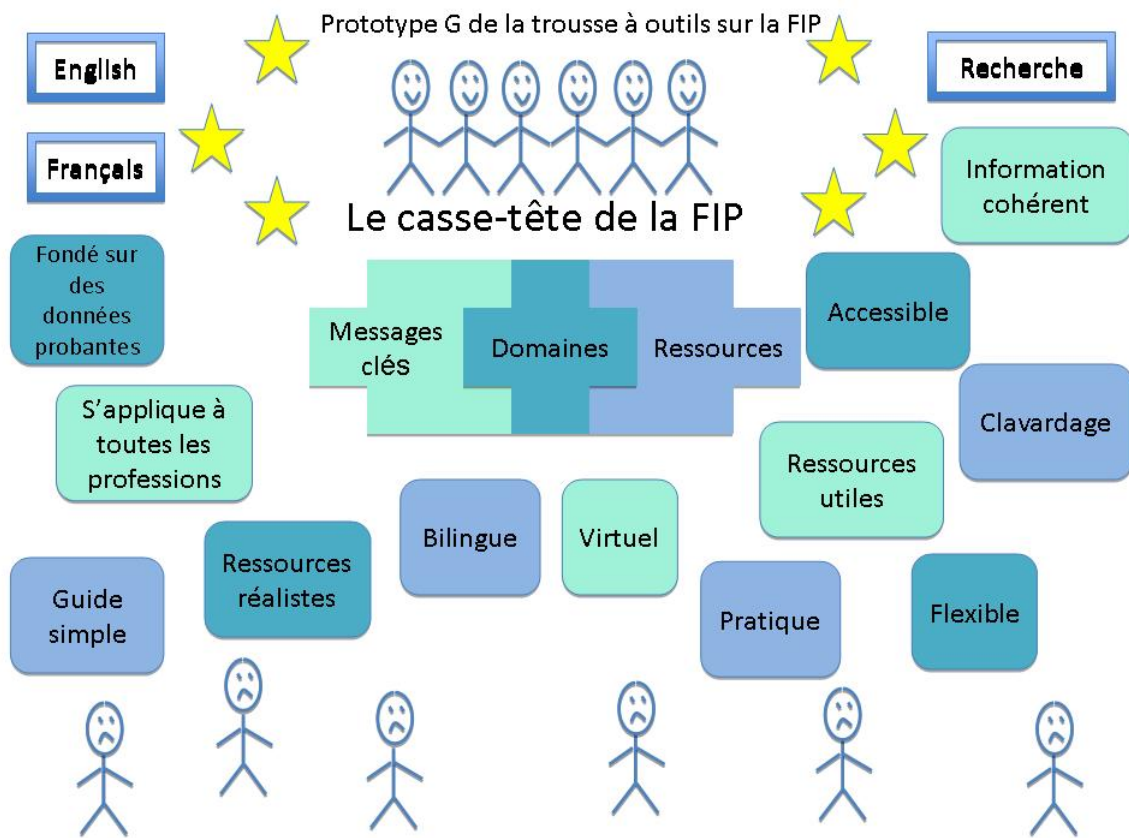 Prototype G de la trousse à outils sur la FIP
English
Recherche
Français
Information
cohérent
Le casse-tête de la FIP
Fondé sur
des
données
probantes
Messages
clés
Domaines
Ressources
Accessible
S'applique à
toutes les
professions
Clavardage
Ressources
utiles
Bilingue
Virtuel
Ressources
réalistes
Guide
simple
Pratique
Flexible